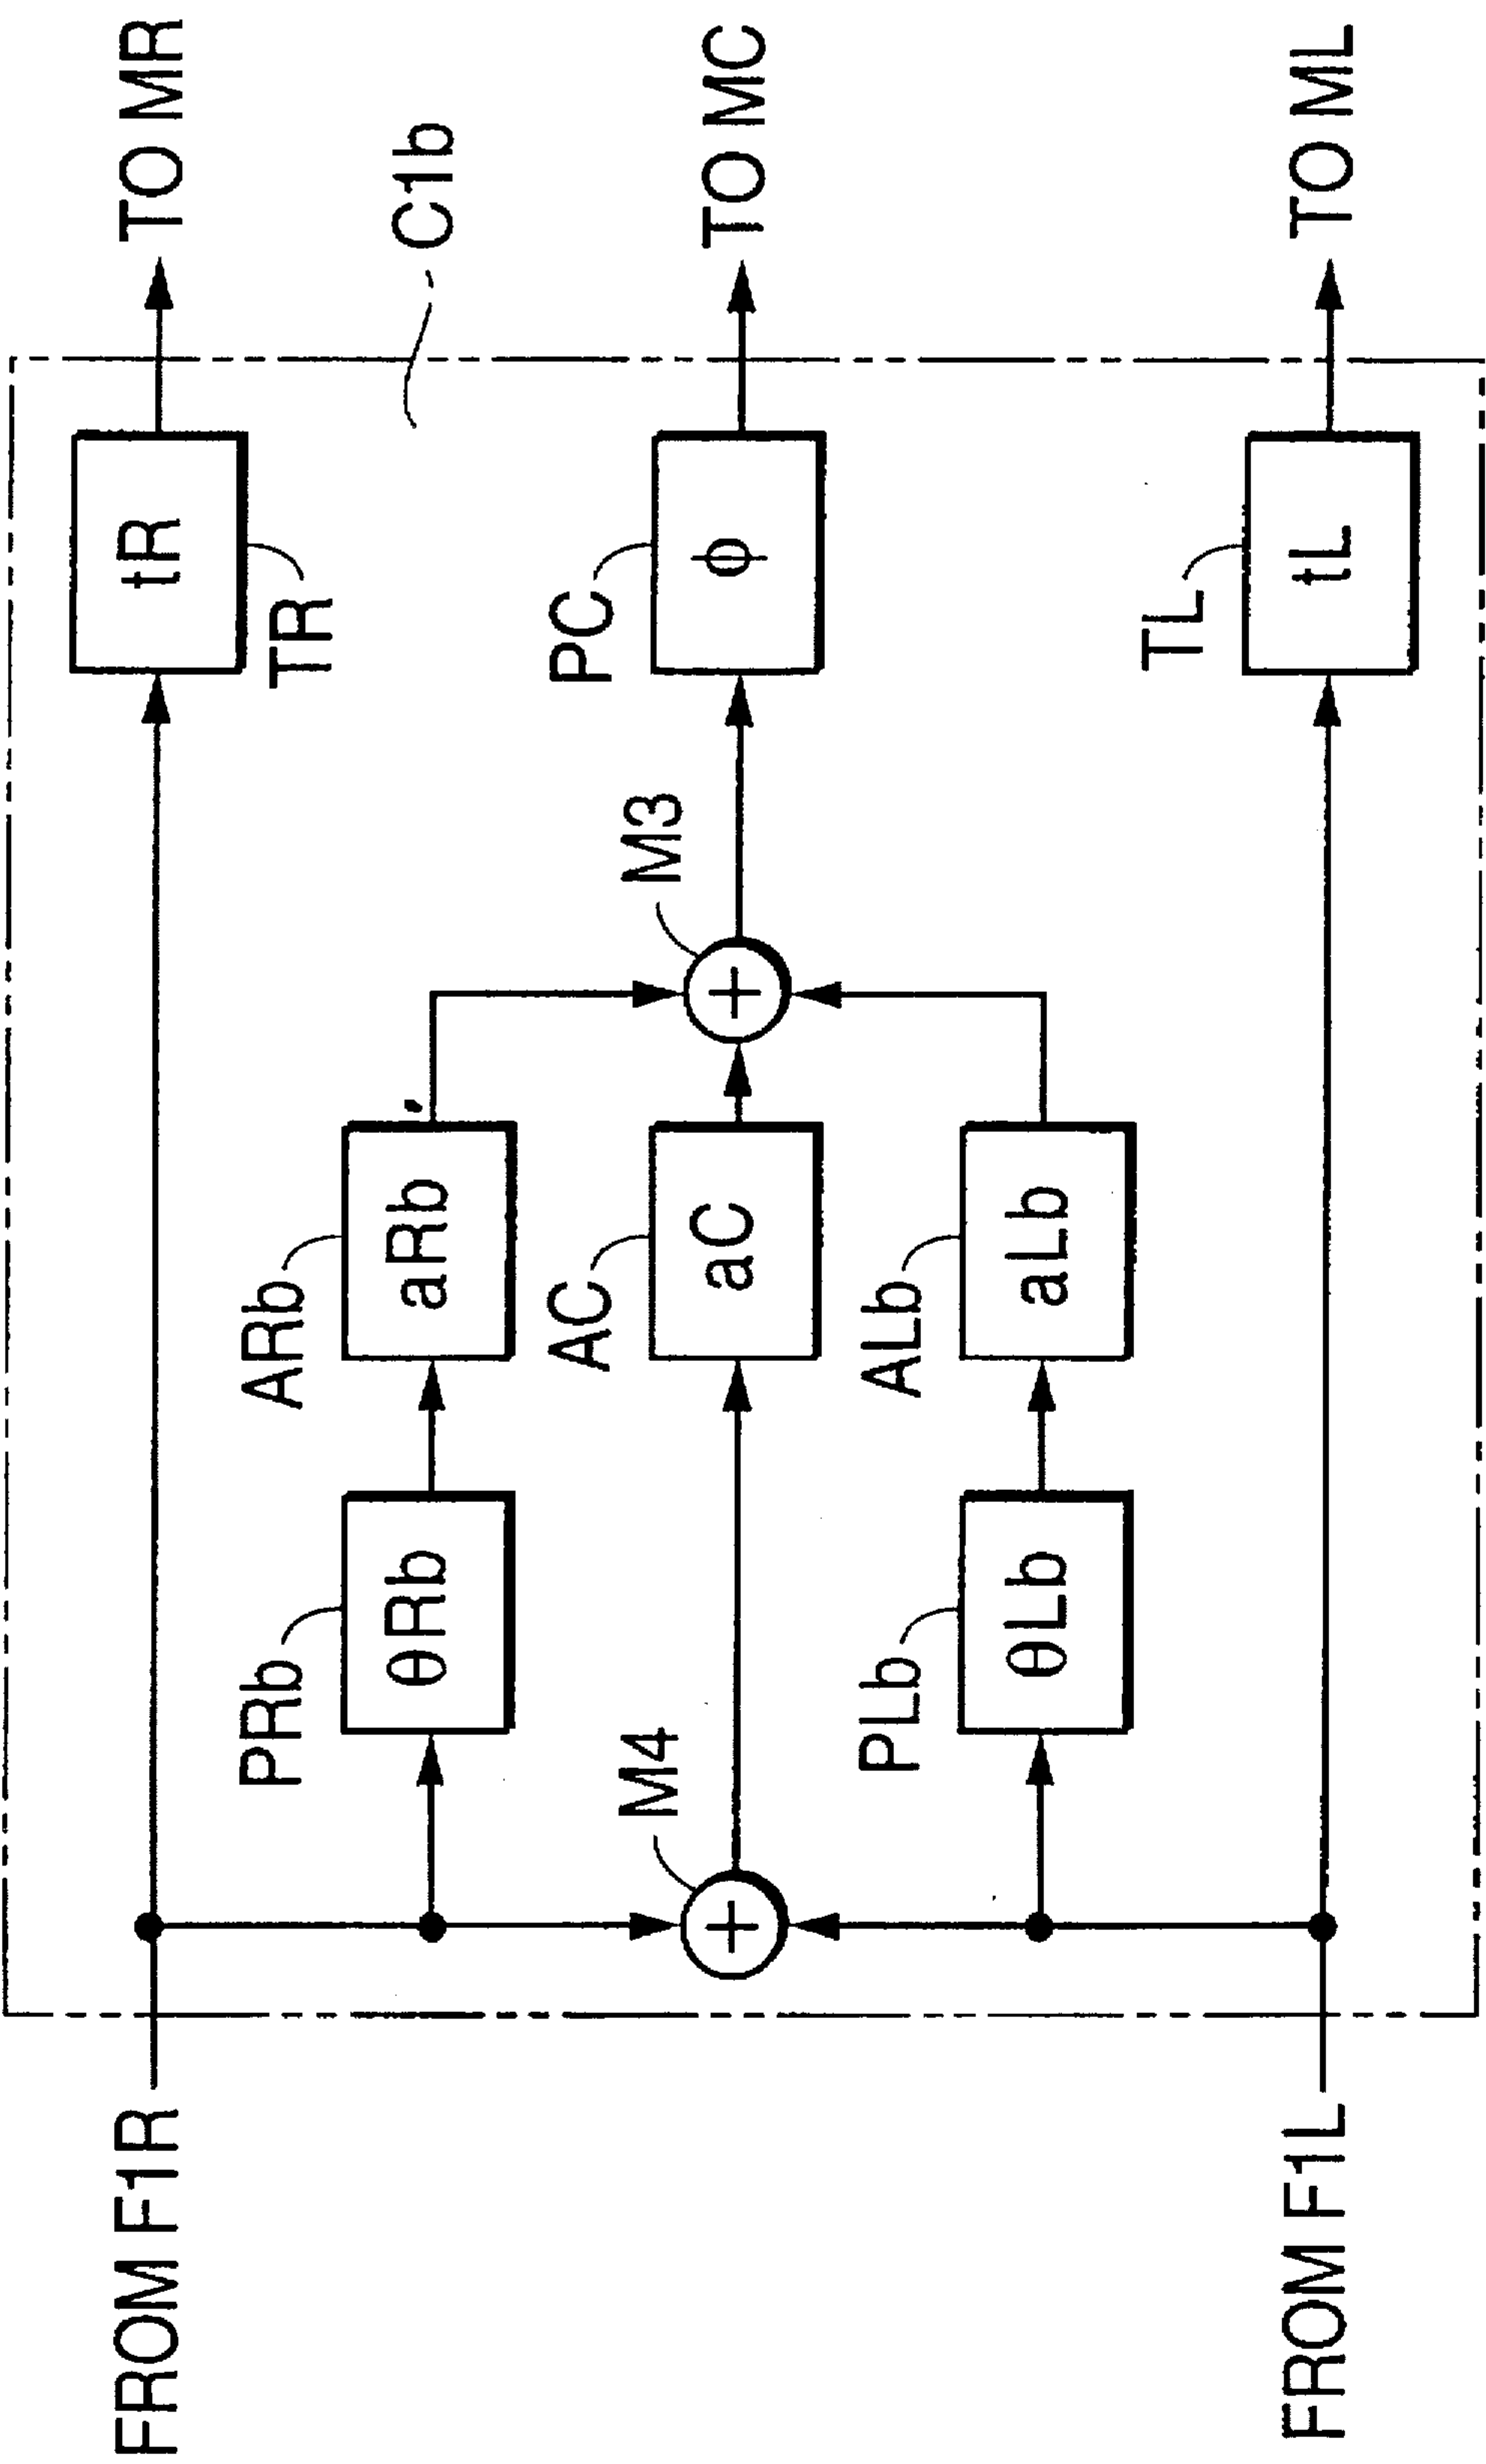 FROM F1R
tR
TR
TO MR
C1b
PRb
θRb
ARb
aRb
M4
AC
aC
M3
PC
ϕ
TO MC
PLb
θLb
ALb
aLb
TL
tL
FROM F1L
TO ML
+
+